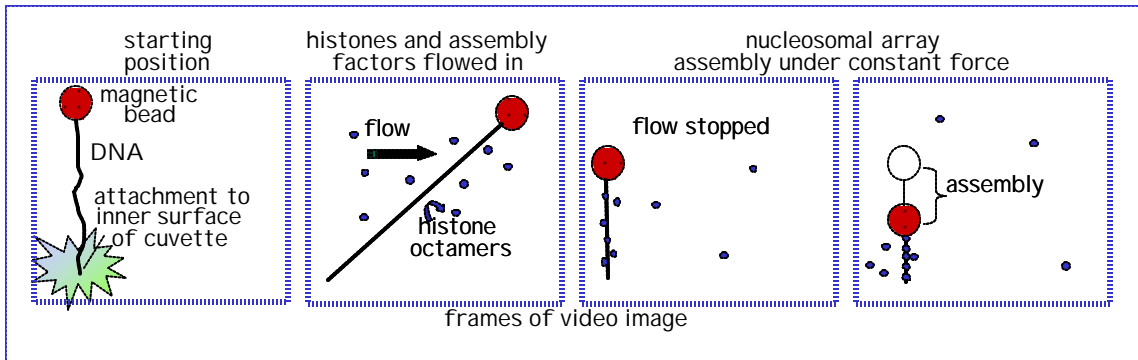 starting
position
histones and assembly
factors flowed in
nucleosomal array
assembly under constant force
magnetic
bead
DNA
attachment to
inner surface
of cuvette
flow
histone
octamers
flow stopped
assembly
frames of video image